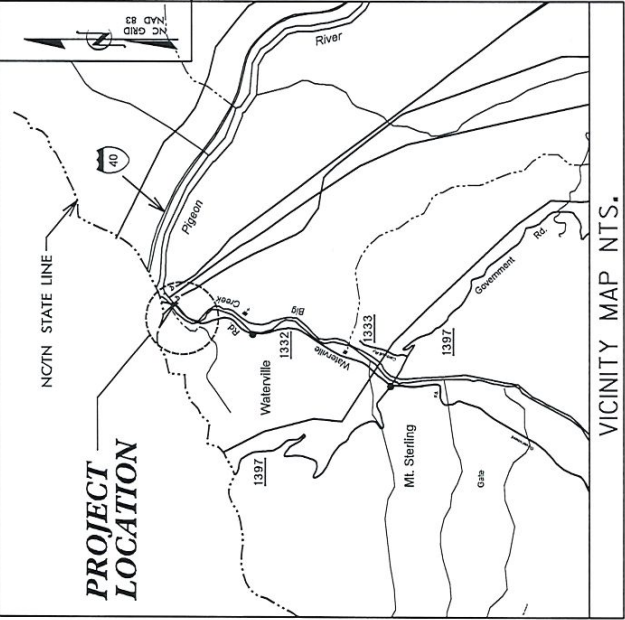 NC GRID
NAD 83
River
40
NC/TN STATE LINE
Pigeon
PROJECT
LOCATION
Big
Creek
Rd
1332
Waterville
Waterville
1333
Government
Rd.
1397
1397
Mt. Sterling
Gate
VICINITY MAP NTS.